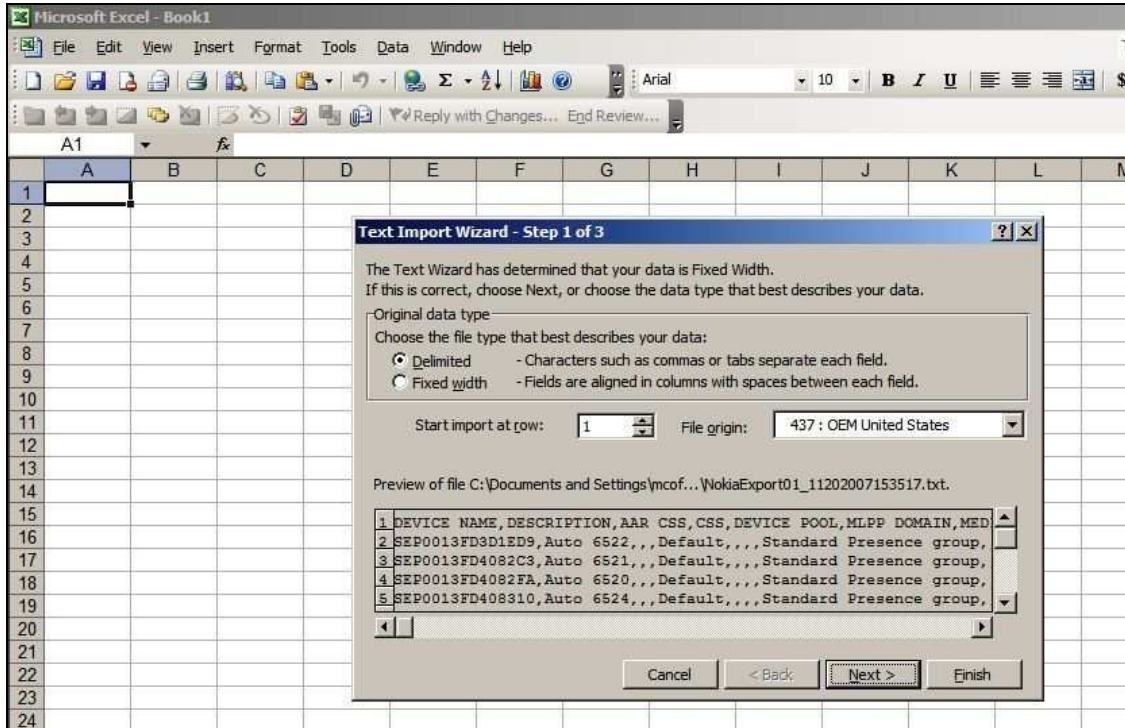 Microsoft Excel - Book1
File Edit View Insert Format Tools Data Window Help
Arial 10 B I U $
Reply with Changes... End Review...
A1 fx
A B C D E F G H I J K L M
1
2
3
4
5
6
7
8
9
10
11
12
13
14
15
16
17
18
19
20
21
22
23
24
Text Import Wizard - Step 1 of 3
The Text Wizard has determined that your data is Fixed Width.
If this is correct, choose Next, or choose the data type that best describes your data.
Original data type
Choose the file type that best describes your data:
Delimited - Characters such as commas or tabs separate each field.
Fixed width - Fields are aligned in columns with spaces between each field.
Start import at row: 1 File origin: 437 : OEM United States
Preview of file C:\Documents and Settings\mcof...\NokiaExport01_11202007153517.txt.
1 DEVICE NAME,DESCRIPTION,AAR CSS,CSS,DEVICE POOL,MLPP DOMAIN,MED
2 SEP0013FD3D1ED9,Auto 6522,,,Default,,,,Standard Presence group,
3 SEP0013FD4082C3,Auto 6521,,,Default,,,,Standard Presence group,
4 SEP0013FD4082FA,Auto 6520,,,Default,,,,Standard Presence group,
5 SEP0013FD408310,Auto 6524,,,Default,,,,Standard Presence group,
Cancel < Back Next > Finish